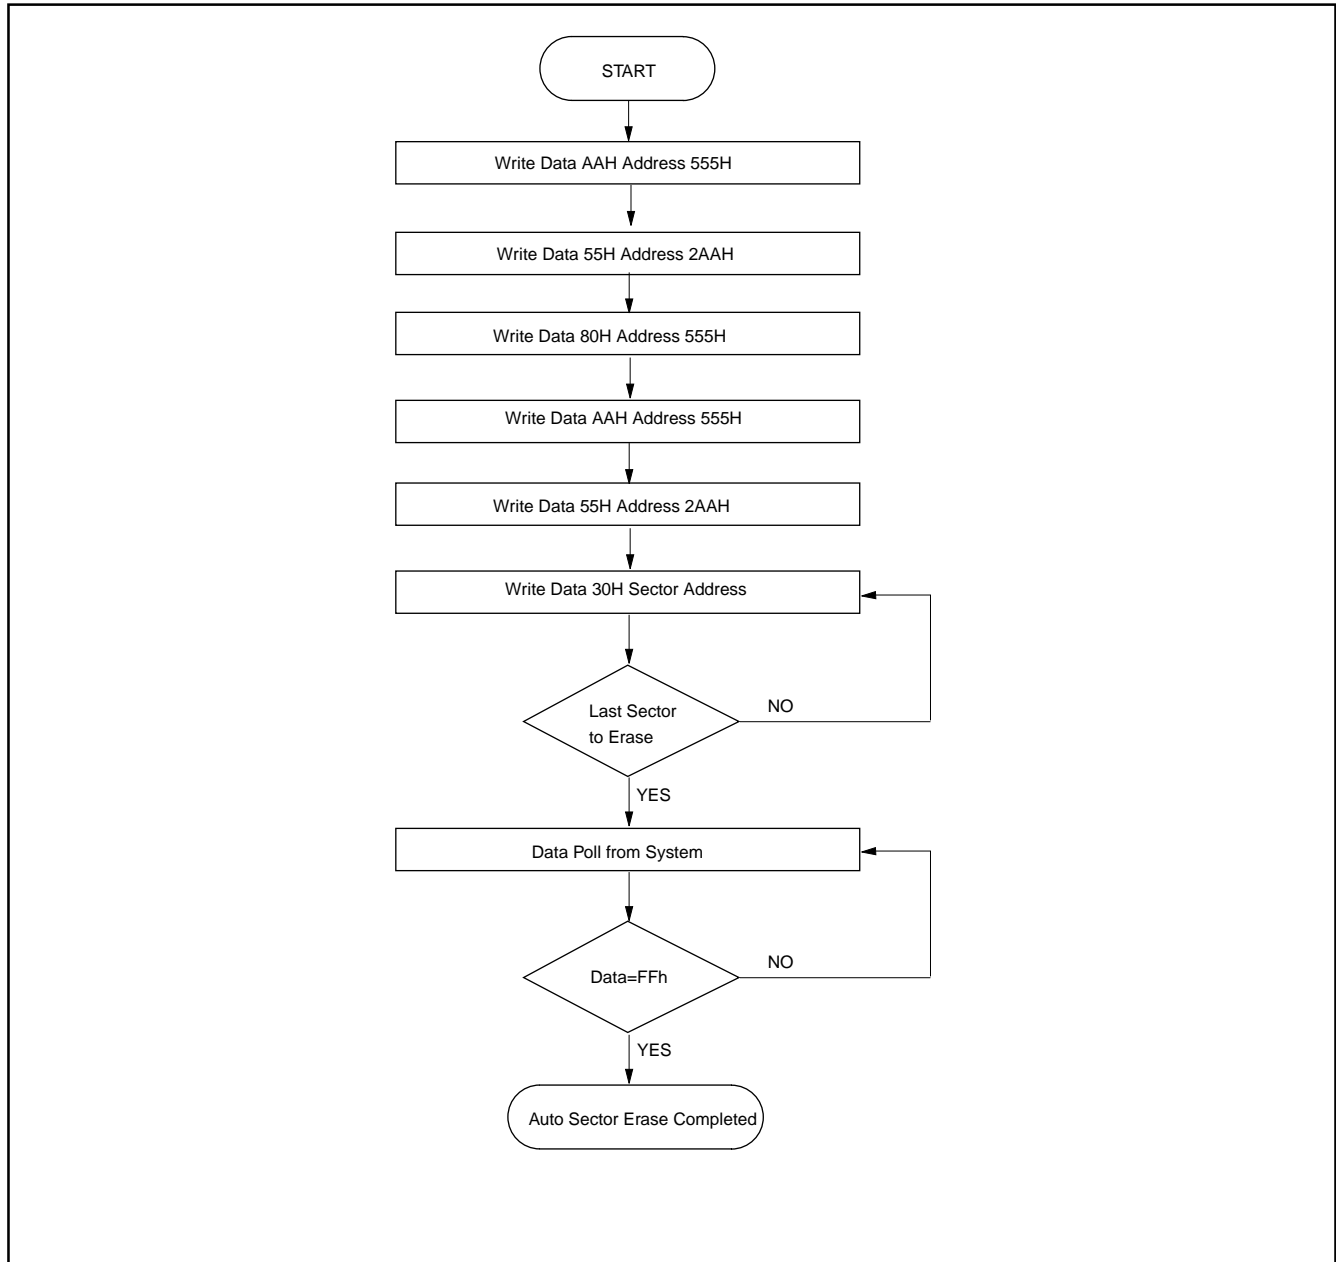 START
Write Data AAH Address 555H
Write Data 55H Address 2AAH
Write Data 80H Address 555H
Write Data AAH Address 555H
Write Data 55H Address 2AAH
Write Data 30H Sector Address
Last Sector
to Erase
NO
YES
Data Poll from System
Data=FFh
NO
YES
Auto Sector Erase Completed